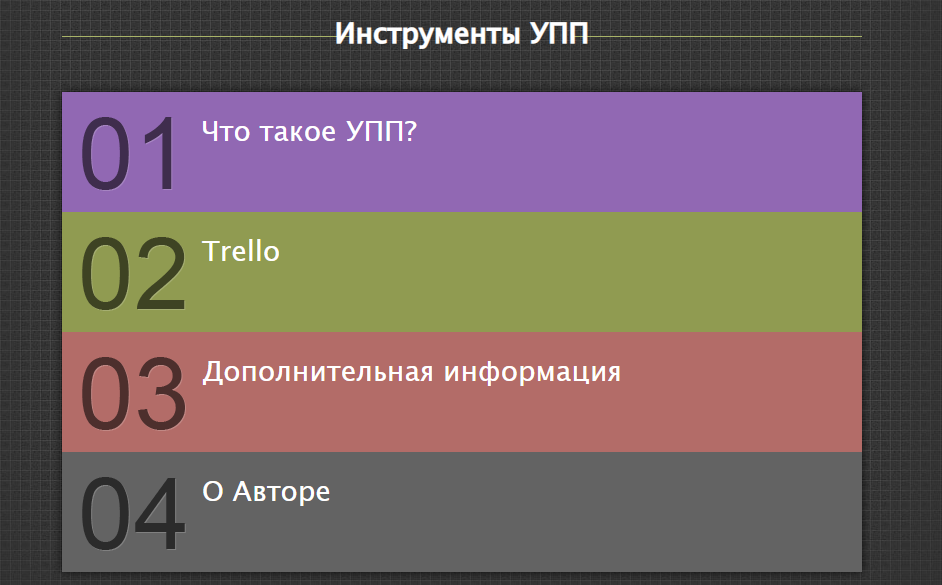 Инструменты УПП
01 Что такое УПП?
02 Trello
03 Дополнительная информация
04 О Авторе